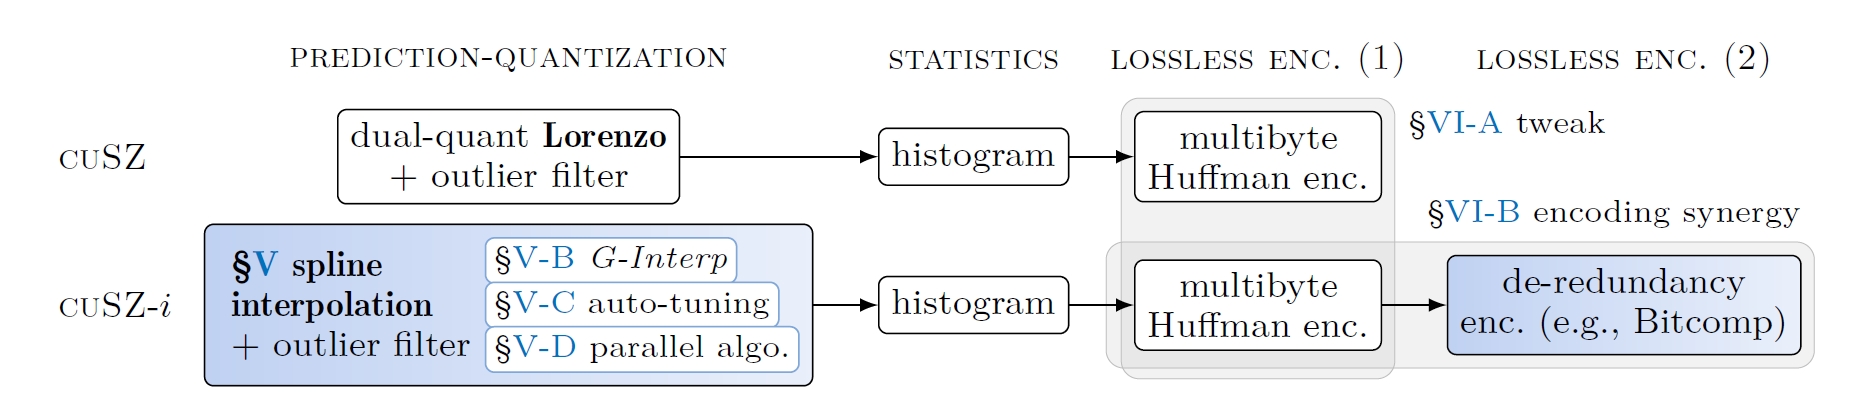 PREDICTION-QUANTIZATION STATISTICS LOSSLESS ENC. (1) LOSSLESS ENC. (2)
cuSZ
dual-quant Lorenzo
+ outlier filter
histogram
multibyte
Huffman enc.
§VI-A tweak
§VI-B encoding synergy
cuSZ-i
§V spline
interpolation
+ outlier filter
§V-B G-Interp
§V-C auto-tuning
§V-D parallel algo.
histogram
multibyte
Huffman enc.
de-redundancy
enc. (e.g., Bitcomp)